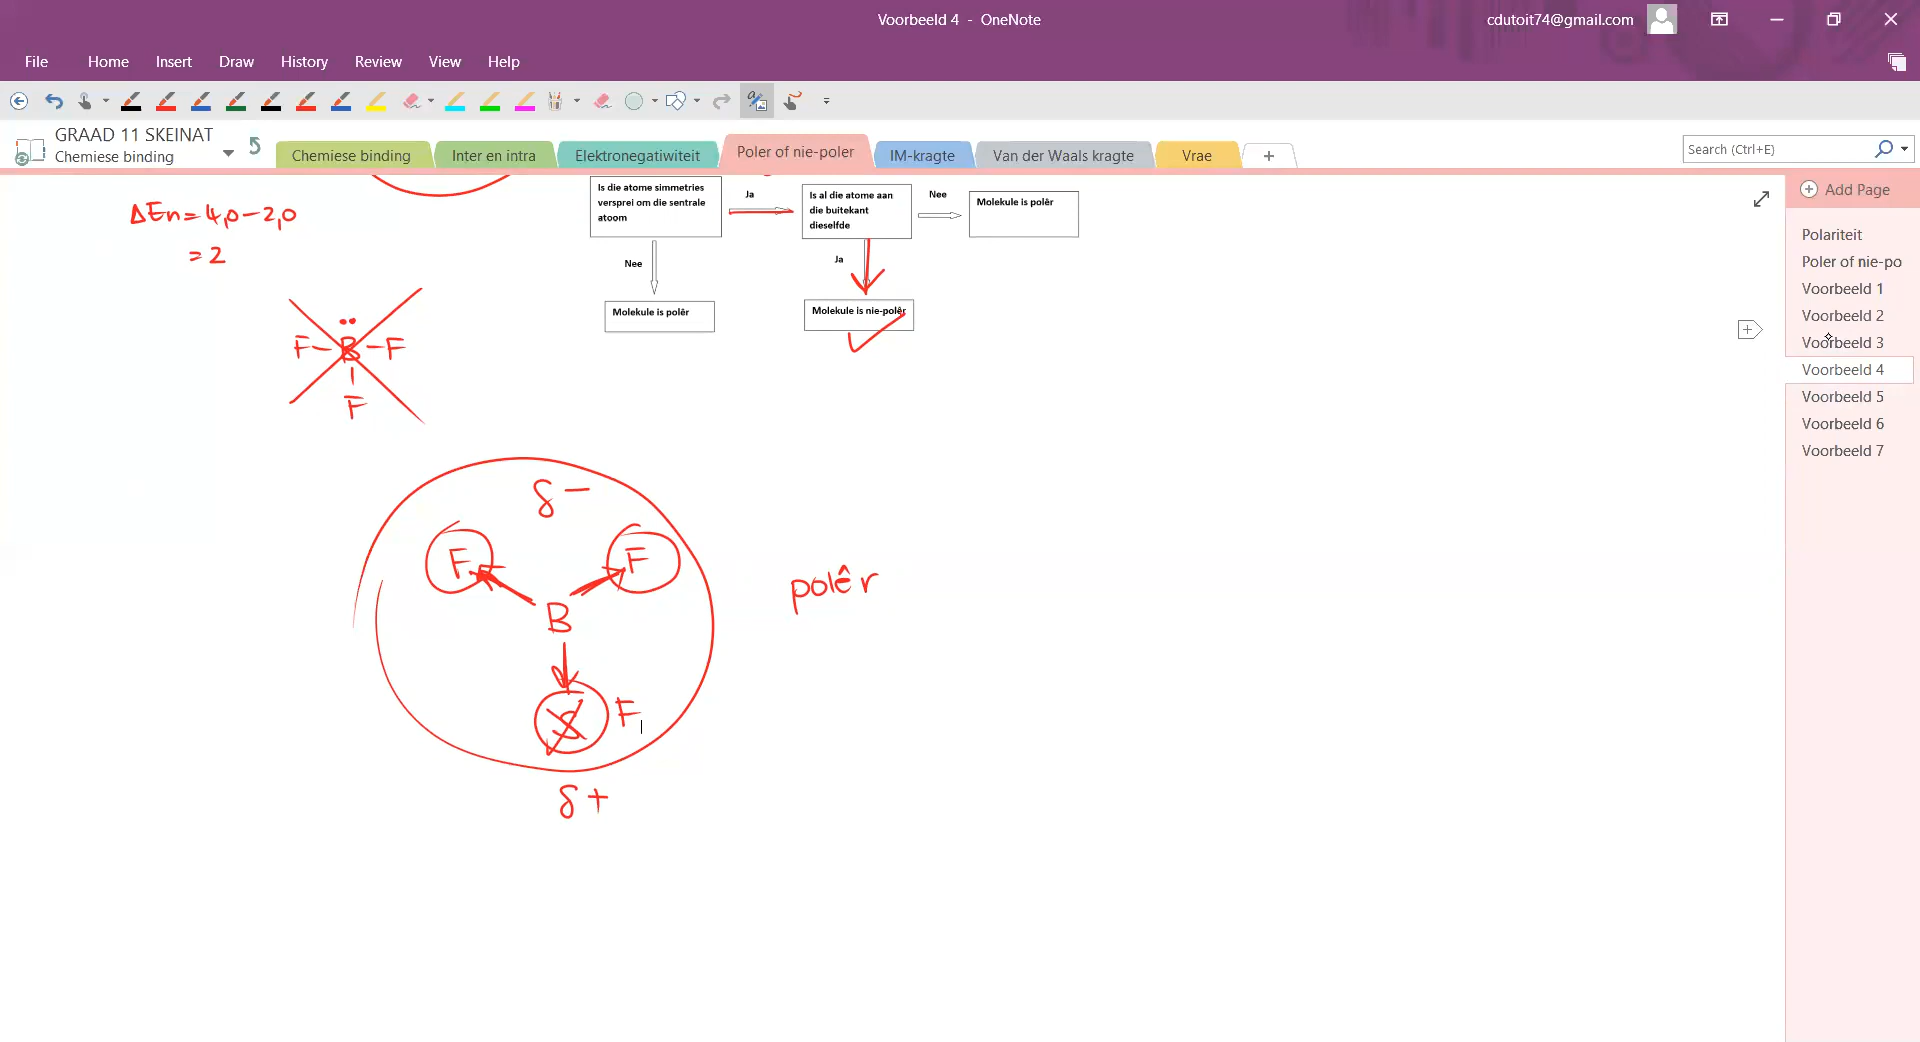 Voorbeeld 4 - OneNote
cdutoit74@gmail.com
File Home Insert Draw History Review View Help
GRAAD 11 SKEINAT
Chemiese binding
Chemiese binding
Inter en intra
Elektronegatiwiteit
Poler of nie-poler
IM-kragte
Van der Waals kragte
Vrae
+
Search (Ctrl+E)
Add Page
Polariteit
Poler of nie-po
Voorbeeld 1
Voorbeeld 2
Voorbeeld 3
Voorbeeld 4
Voorbeeld 5
Voorbeeld 6
Voorbeeld 7
ΔEn = 4,0 - 2,0
= 2
Is die atome simmetries
versprei om die sentrale
atoom
Ja
Is al die atome aan
die buitekant
dieselfde
Nee
Molekule is polêr
Nee
Ja
Molekule is polêr
Molekule is nie-polêr
F - B - F
F
δ -
F F
B
polêr
S F
δ +